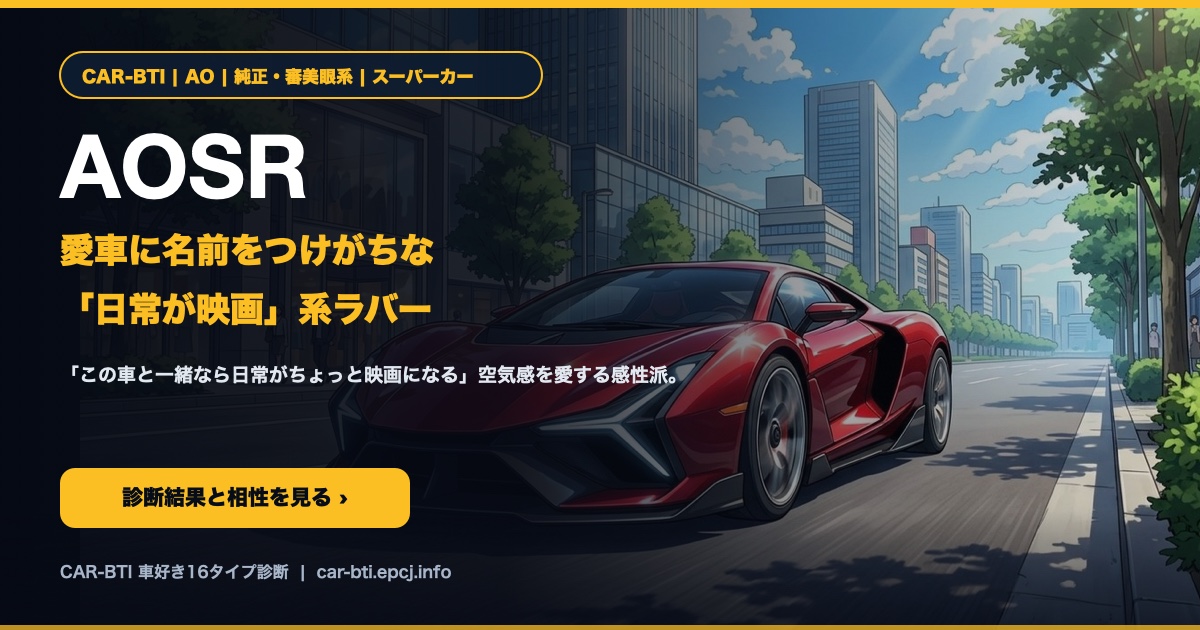 CAR-BTI | AO | 純正・審美眼系 | スーパーカー
AOSR
愛車に名前をつけがちな
「日常が映画」系ラバー
「この車と一緒なら日常がちょっと映画になる」空気感を愛する感性派。
診断結果と相性を見る ›
CAR-BTI 車好き16タイプ診断 | car-bti.epcj.info